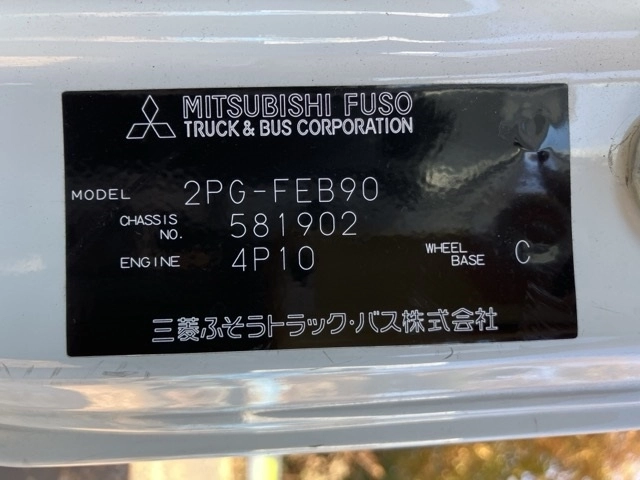 MITSUBISHI FUSO
TRUCK & BUS CORPORATION
MODEL 2PG-FEB90
CHASSIS NO. 581902
ENGINE 4P10 WHEEL BASE C
三菱ふそうトラック・バス株式会社